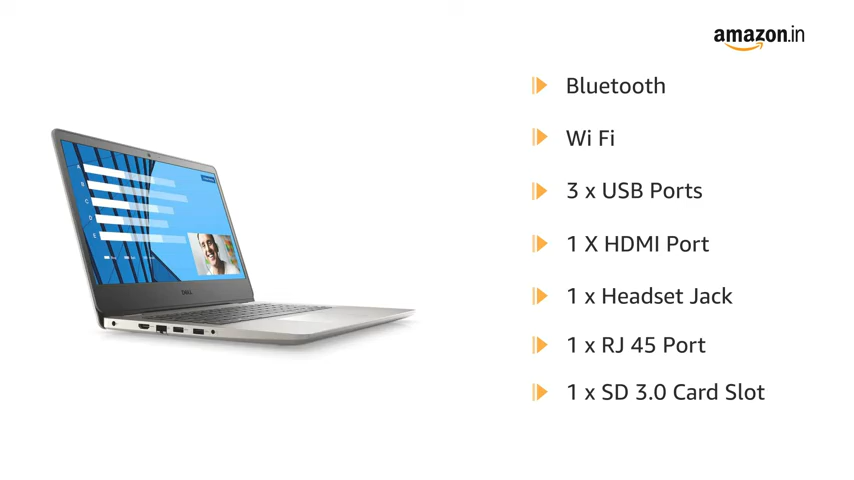 amazon.in
Bluetooth
Wi Fi
3 x USB Ports
1 X HDMI Port
1 x Headset Jack
1 x RJ 45 Port
1 x SD 3.0 Card Slot
A
B
C
D
E
DELL